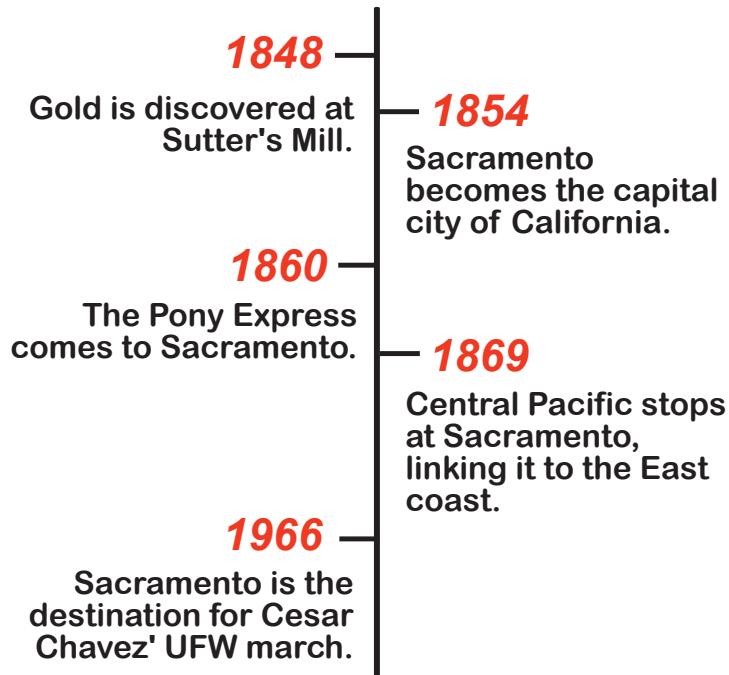 1848
Gold is discovered at
Sutter's Mill.
1854
Sacramento
becomes the capital
city of California.
1860
The Pony Express
comes to Sacramento.
1869
Central Pacific stops
at Sacramento,
linking it to the East
coast.
1966
Sacramento is the
destination for Cesar
Chavez' UFW march.